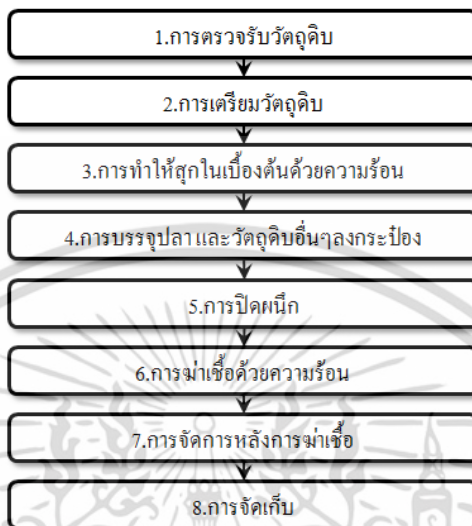 1.การตรวจรับวัตถุดิบ
2.การเตรียมวัตถุดิบ
3.การทำให้สุกในเบื้องต้นด้วยความร้อน
4.การบรรจุปลา และวัตถุดิบอื่นๆลงกระป๋อง
5.การปิดผนึก
6.การฆ่าเชื้อด้วยความร้อน
7.การจัดการหลังการฆ่าเชื้อ
8.การจัดเก็บ